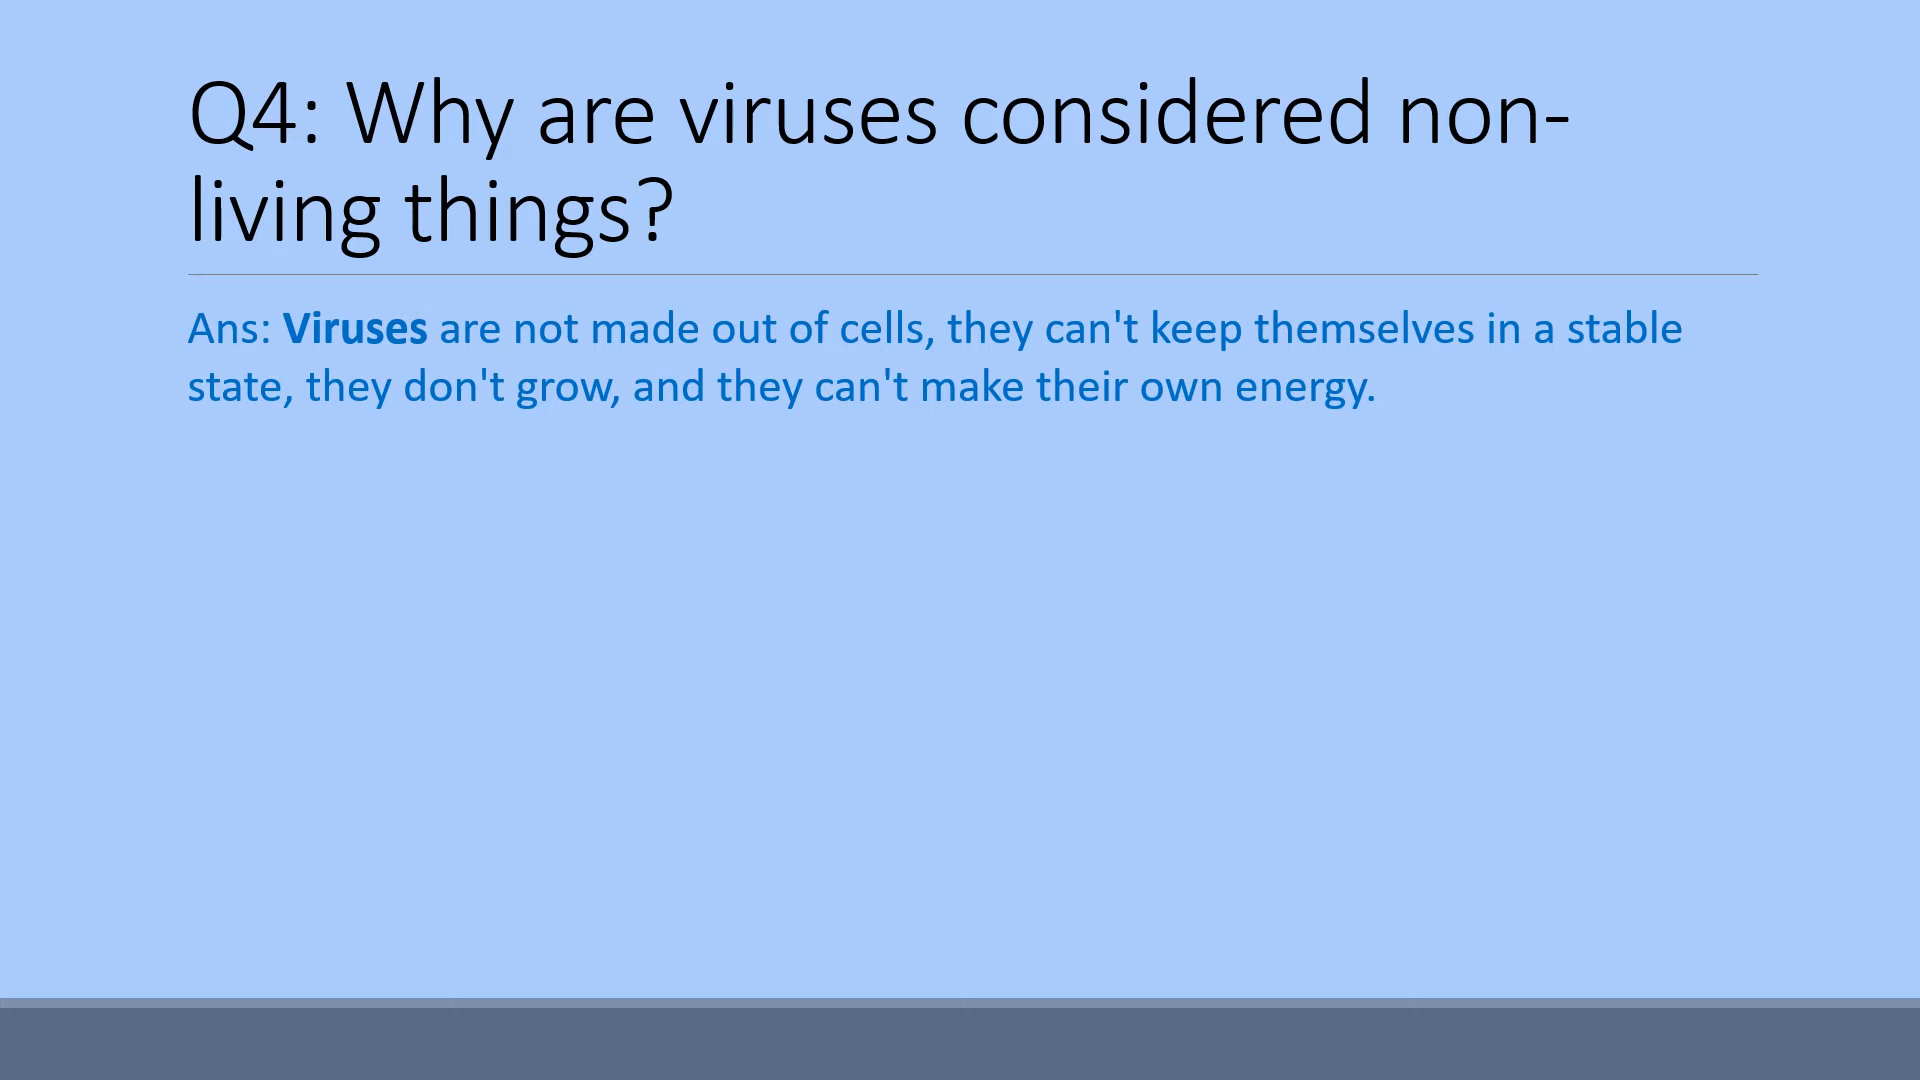 Q4: Why are viruses considered non-
living things?
Ans: Viruses are not made out of cells, they can't keep themselves in a stable
state, they don't grow, and they can't make their own energy.